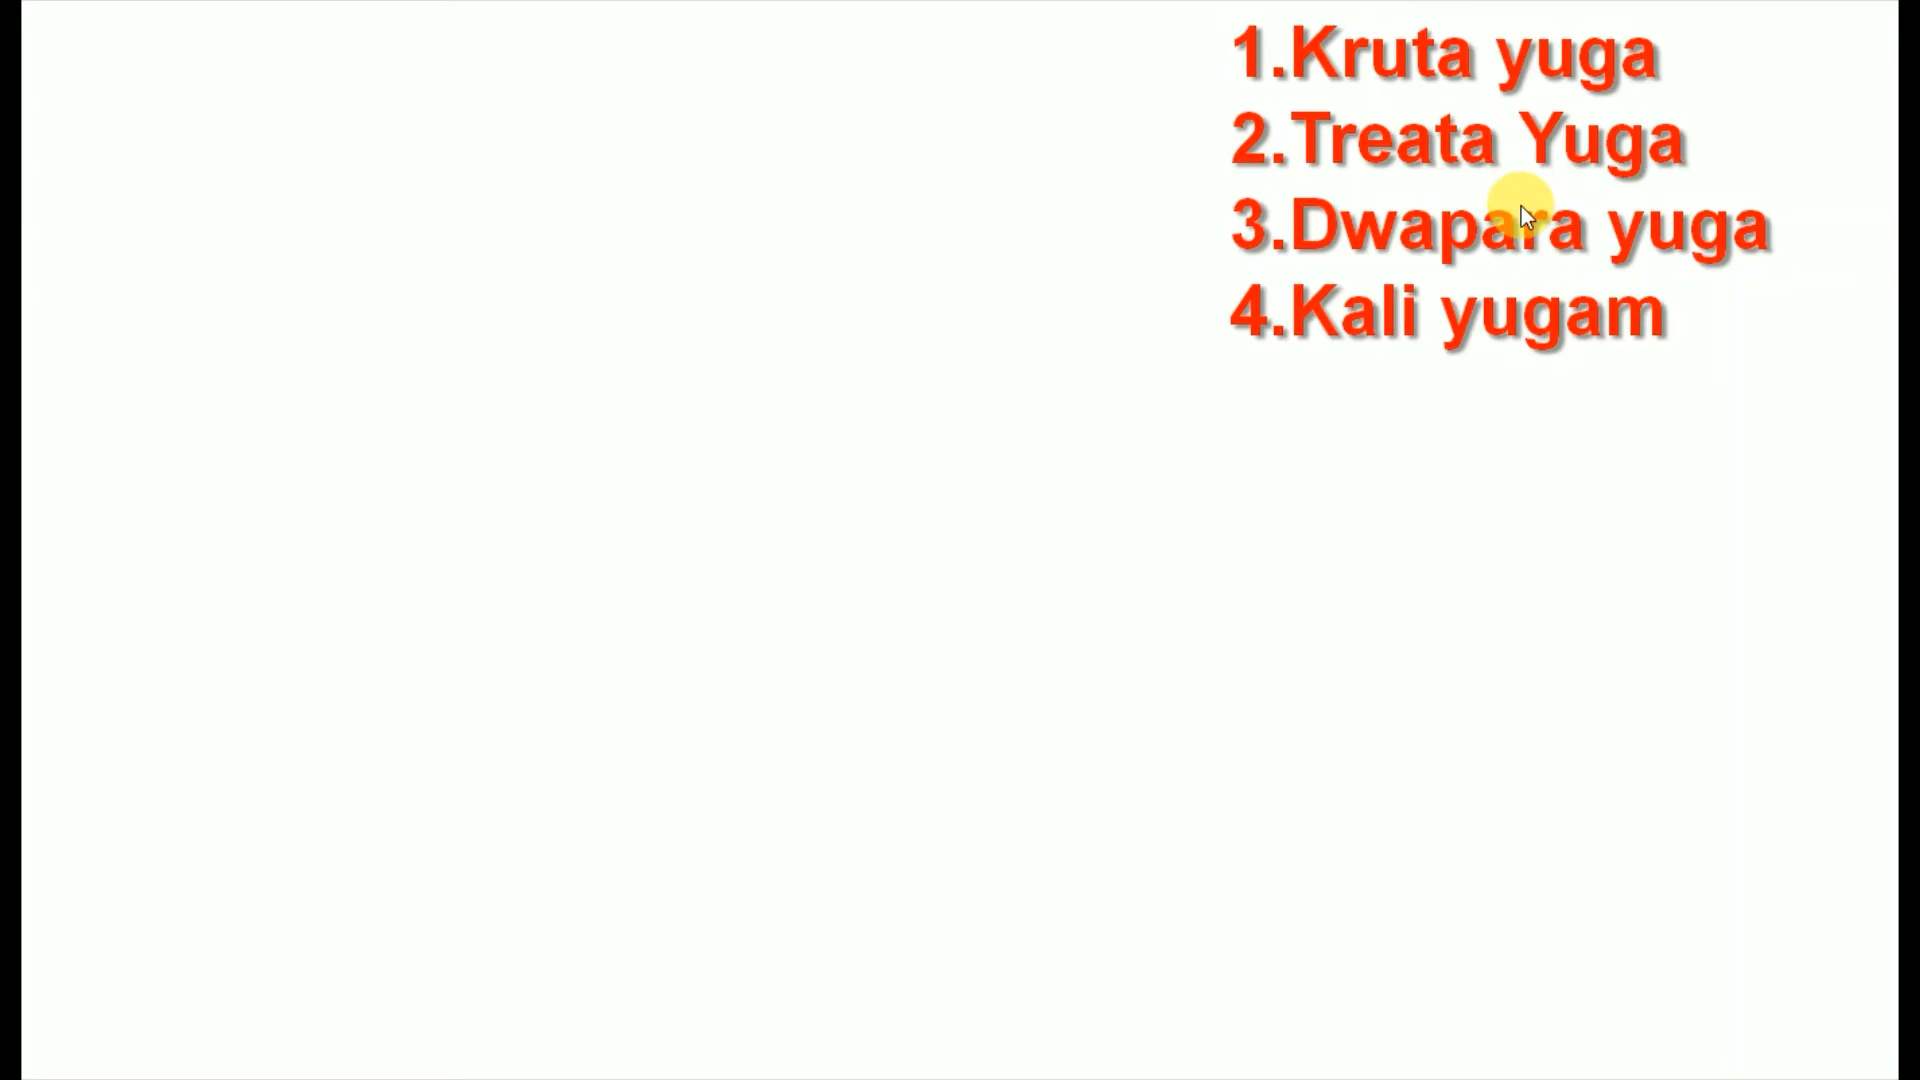 1.Kruta yuga
2.Treata Yuga
3.Dwapara yuga
4.Kali yugam